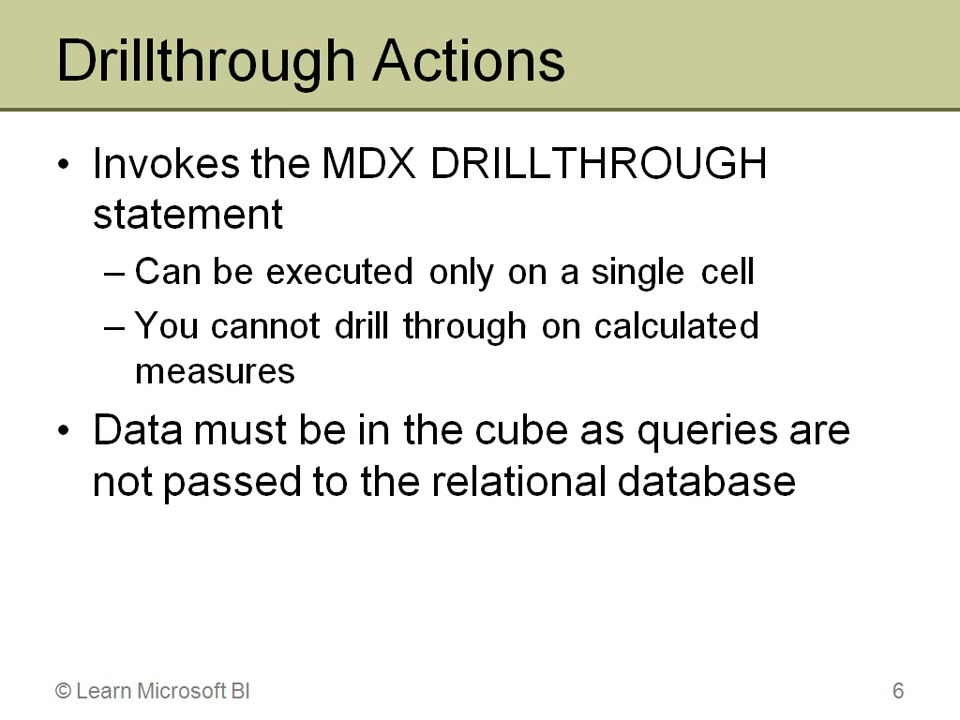 Drillthrough Actions
• Invokes the MDX DRILLTHROUGH
statement
– Can be executed only on a single cell
– You cannot drill through on calculated
measures
• Data must be in the cube as queries are
not passed to the relational database
© Learn Microsoft BI
6